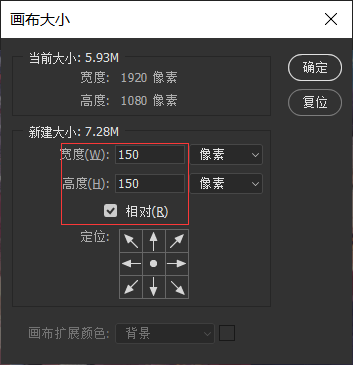 画布大小
当前大小: 5.93M
宽度: 1920 像素
高度: 1080 像素
确定
复位
新建大小: 7.28M
宽度(W): 150 像素
高度(H): 150 像素
相对(R)
定位:
画布扩展颜色: 背景